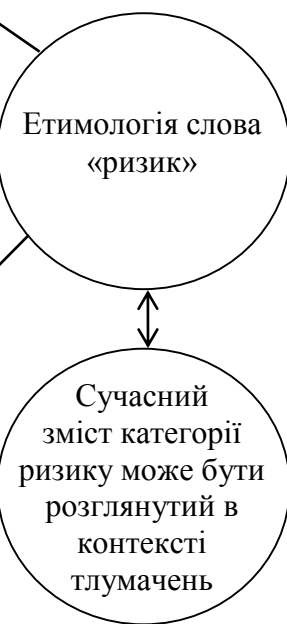 Етимологія слова
«ризик»
Сучасний
зміст категорії
ризику може бути
розглянутий в
контексті
тлумачень